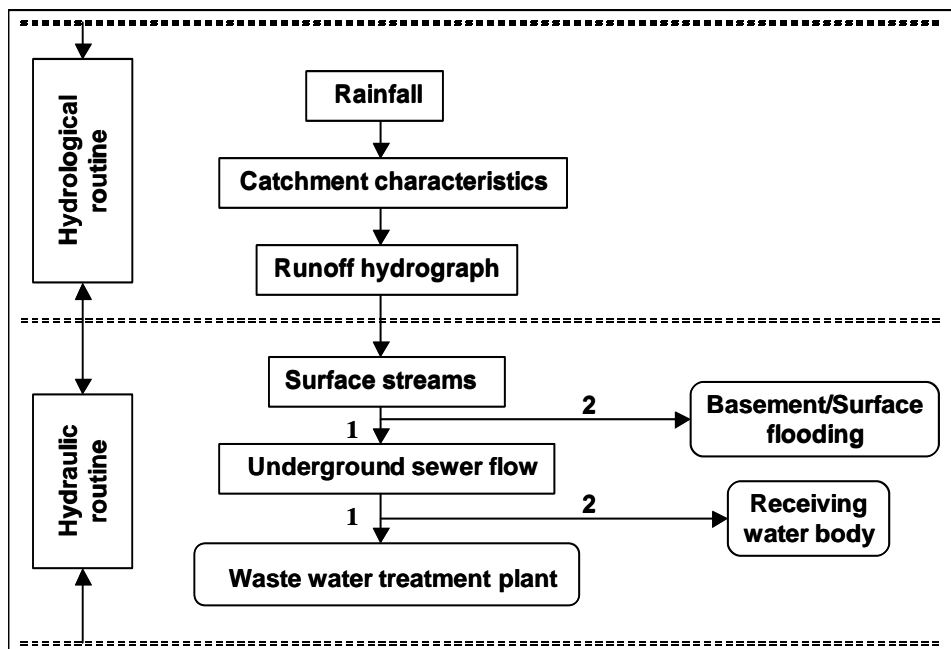 Hydrological
routine
Rainfall
Catchment characteristics
Runoff hydrograph
Hydraulic
routine
Surface streams
1
2
Basement/Surface
flooding
Underground sewer flow
1
2
Receiving
water body
Waste water treatment plant